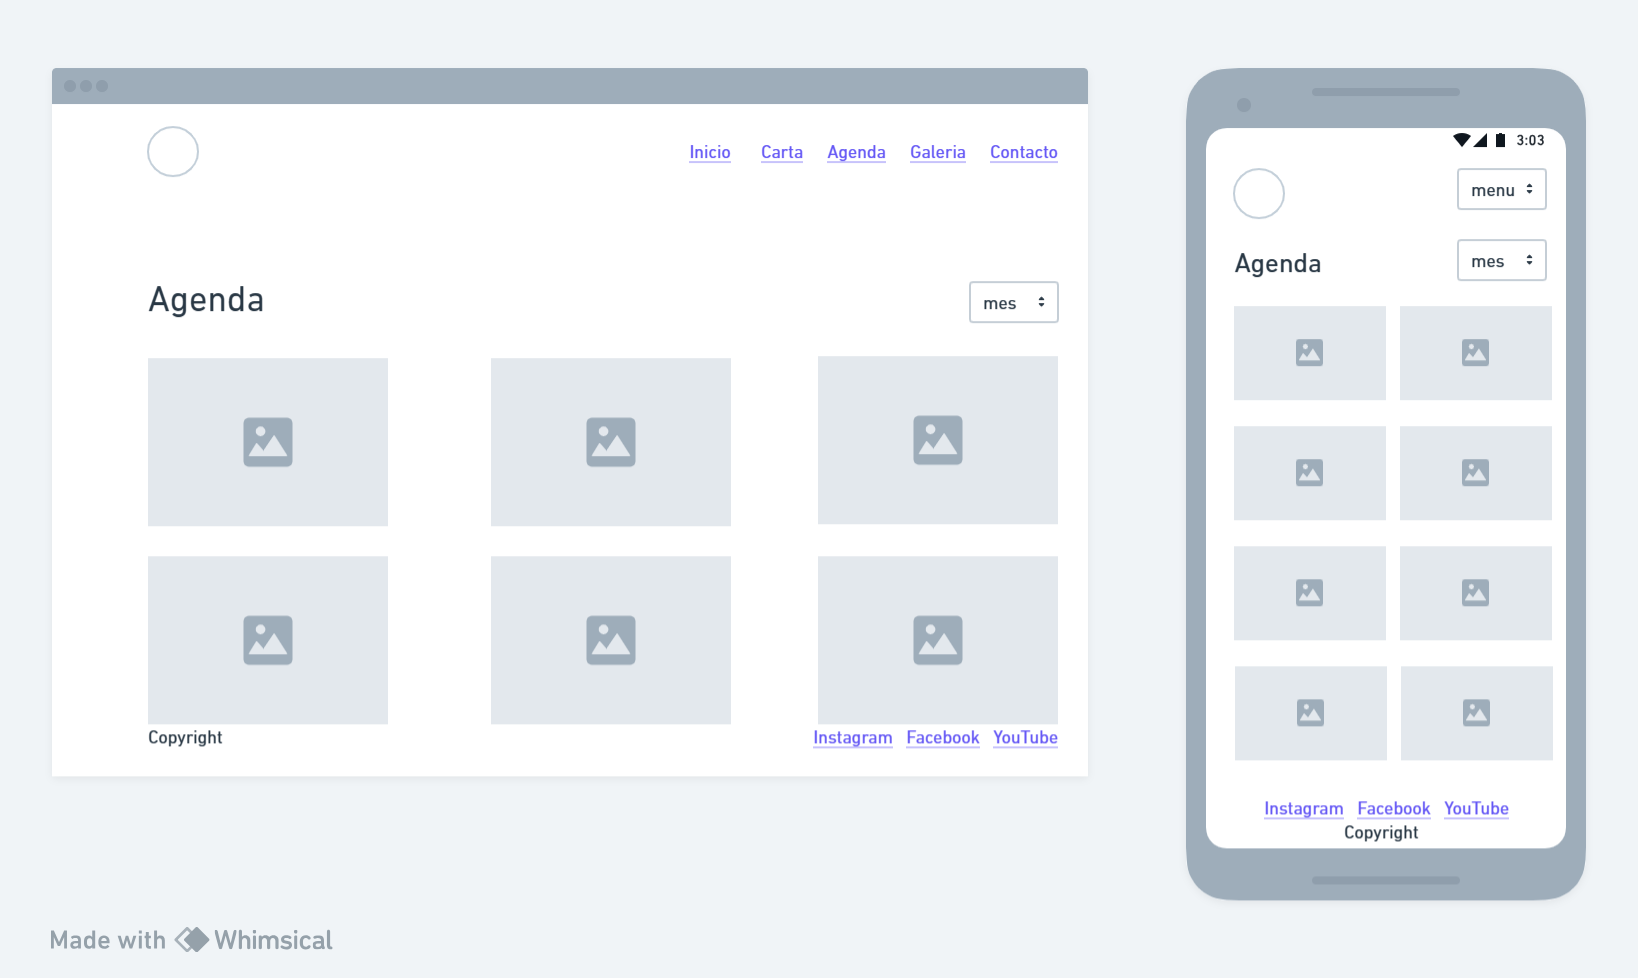 Inicio Carta Agenda Galeria Contacto
Agenda
mes
Copyright
Instagram Facebook YouTube
3:03
menu
Agenda
mes
Instagram Facebook YouTube
Copyright
Made with Whimsical